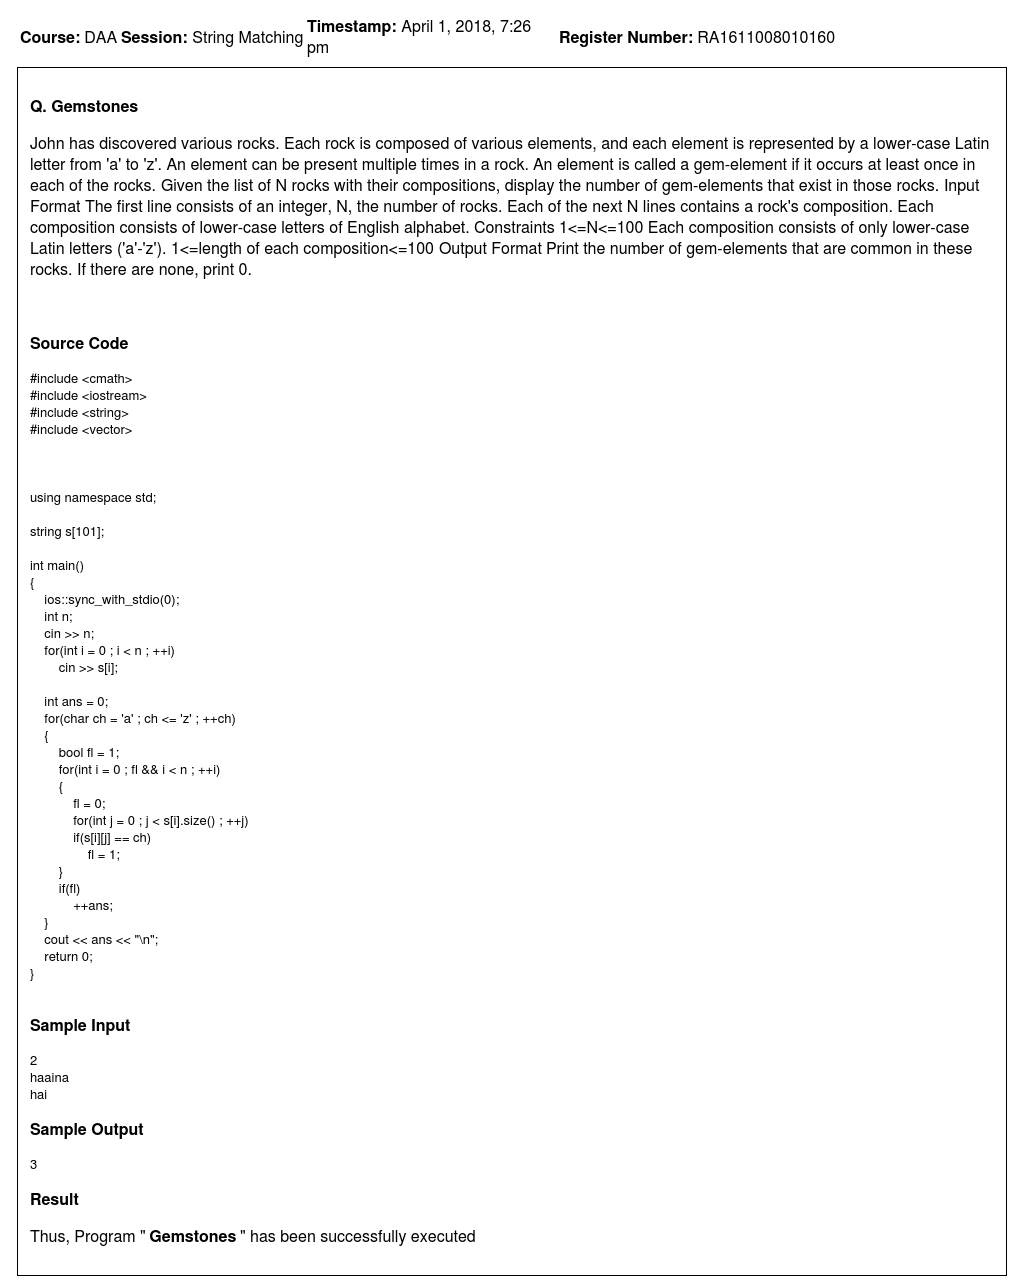 Course: DAA Session: String Matching Timestamp: April 1, 2018, 7:26 pm Register Number: RA1611008010160
Q. Gemstones
John has discovered various rocks. Each rock is composed of various elements, and each element is represented by a lower-case Latin
letter from 'a' to 'z'. An element can be present multiple times in a rock. An element is called a gem-element if it occurs at least once in
each of the rocks. Given the list of N rocks with their compositions, display the number of gem-elements that exist in those rocks. Input
Format The first line consists of an integer, N, the number of rocks. Each of the next N lines contains a rock's composition. Each
composition consists of lower-case letters of English alphabet. Constraints 1<=N<=100 Each composition consists of only lower-case
Latin letters ('a'-'z'). 1<=length of each composition<=100 Output Format Print the number of gem-elements that are common in these
rocks. If there are none, print 0.
Source Code
#include <cmath>
#include <iostream>
#include <string>
#include <vector>
using namespace std;
string s[101];
int main()
{
    ios::sync_with_stdio(0);
    int n;
    cin >> n;
    for(int i = 0 ; i < n ; ++i)
        cin >> s[i];
    int ans = 0;
    for(char ch = 'a' ; ch <= 'z' ; ++ch)
    {
        bool fl = 1;
        for(int i = 0 ; fl && i < n ; ++i)
        {
            fl = 0;
            for(int j = 0 ; j < s[i].size() ; ++j)
            if(s[i][j] == ch)
                fl = 1;
        }
        if(fl)
            ++ans;
    }
    cout << ans << "\n";
    return 0;
}
Sample Input
2
haaina
hai
Sample Output
3
Result
Thus, Program " Gemstones " has been successfully executed